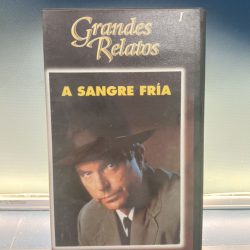 1
Grandes
Relatos
A SANGRE FRÍA